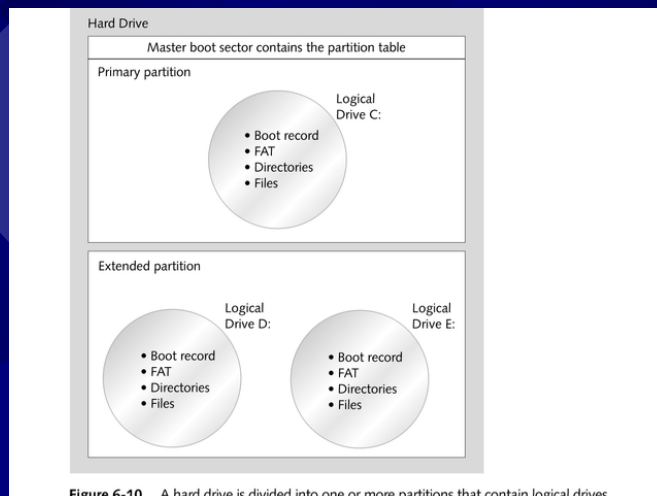 Hard Drive
Master boot sector contains the partition table
Primary partition
Logical
Drive C:
• Boot record
• FAT
• Directories
• Files
Extended partition
Logical
Drive D:
• Boot record
• FAT
• Directories
• Files
Logical
Drive E:
• Boot record
• FAT
• Directories
• Files
Figure 6-10 A hard drive is divided into one or more partitions that contain logical drives